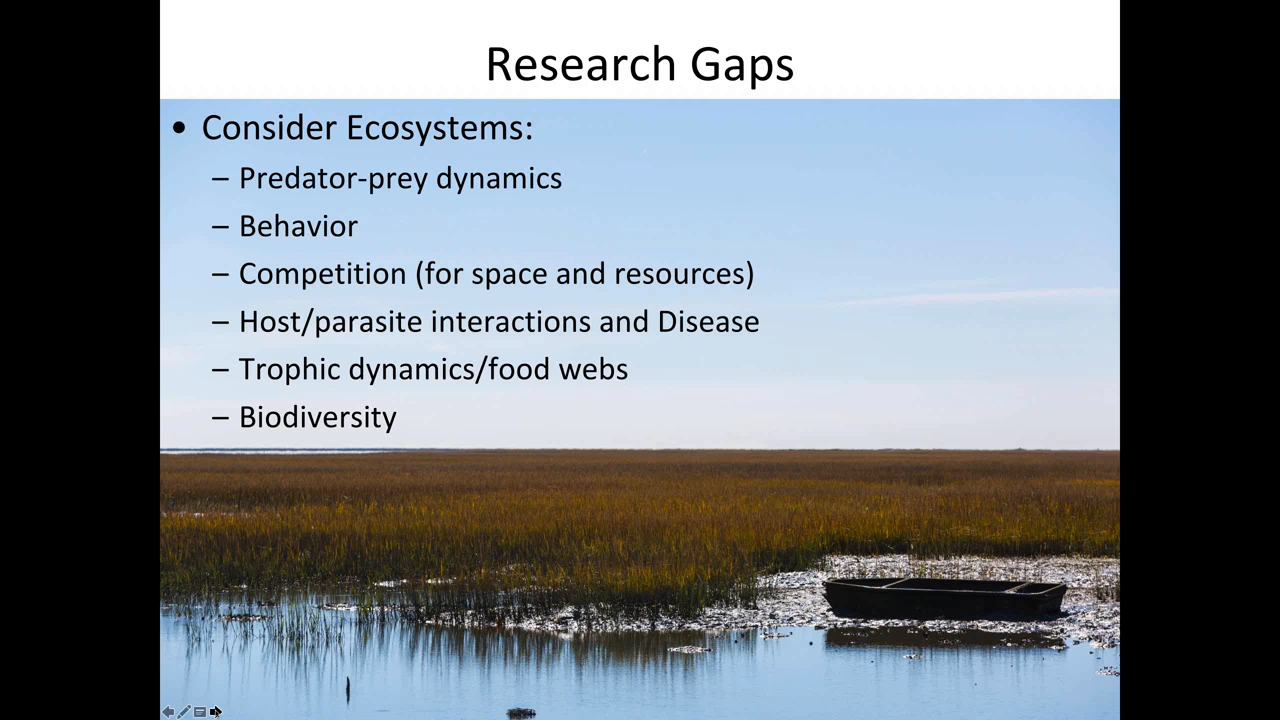 Research Gaps
• Consider Ecosystems:
– Predator-prey dynamics
– Behavior
– Competition (for space and resources)
– Host/parasite interactions and Disease
– Trophic dynamics/food webs
– Biodiversity